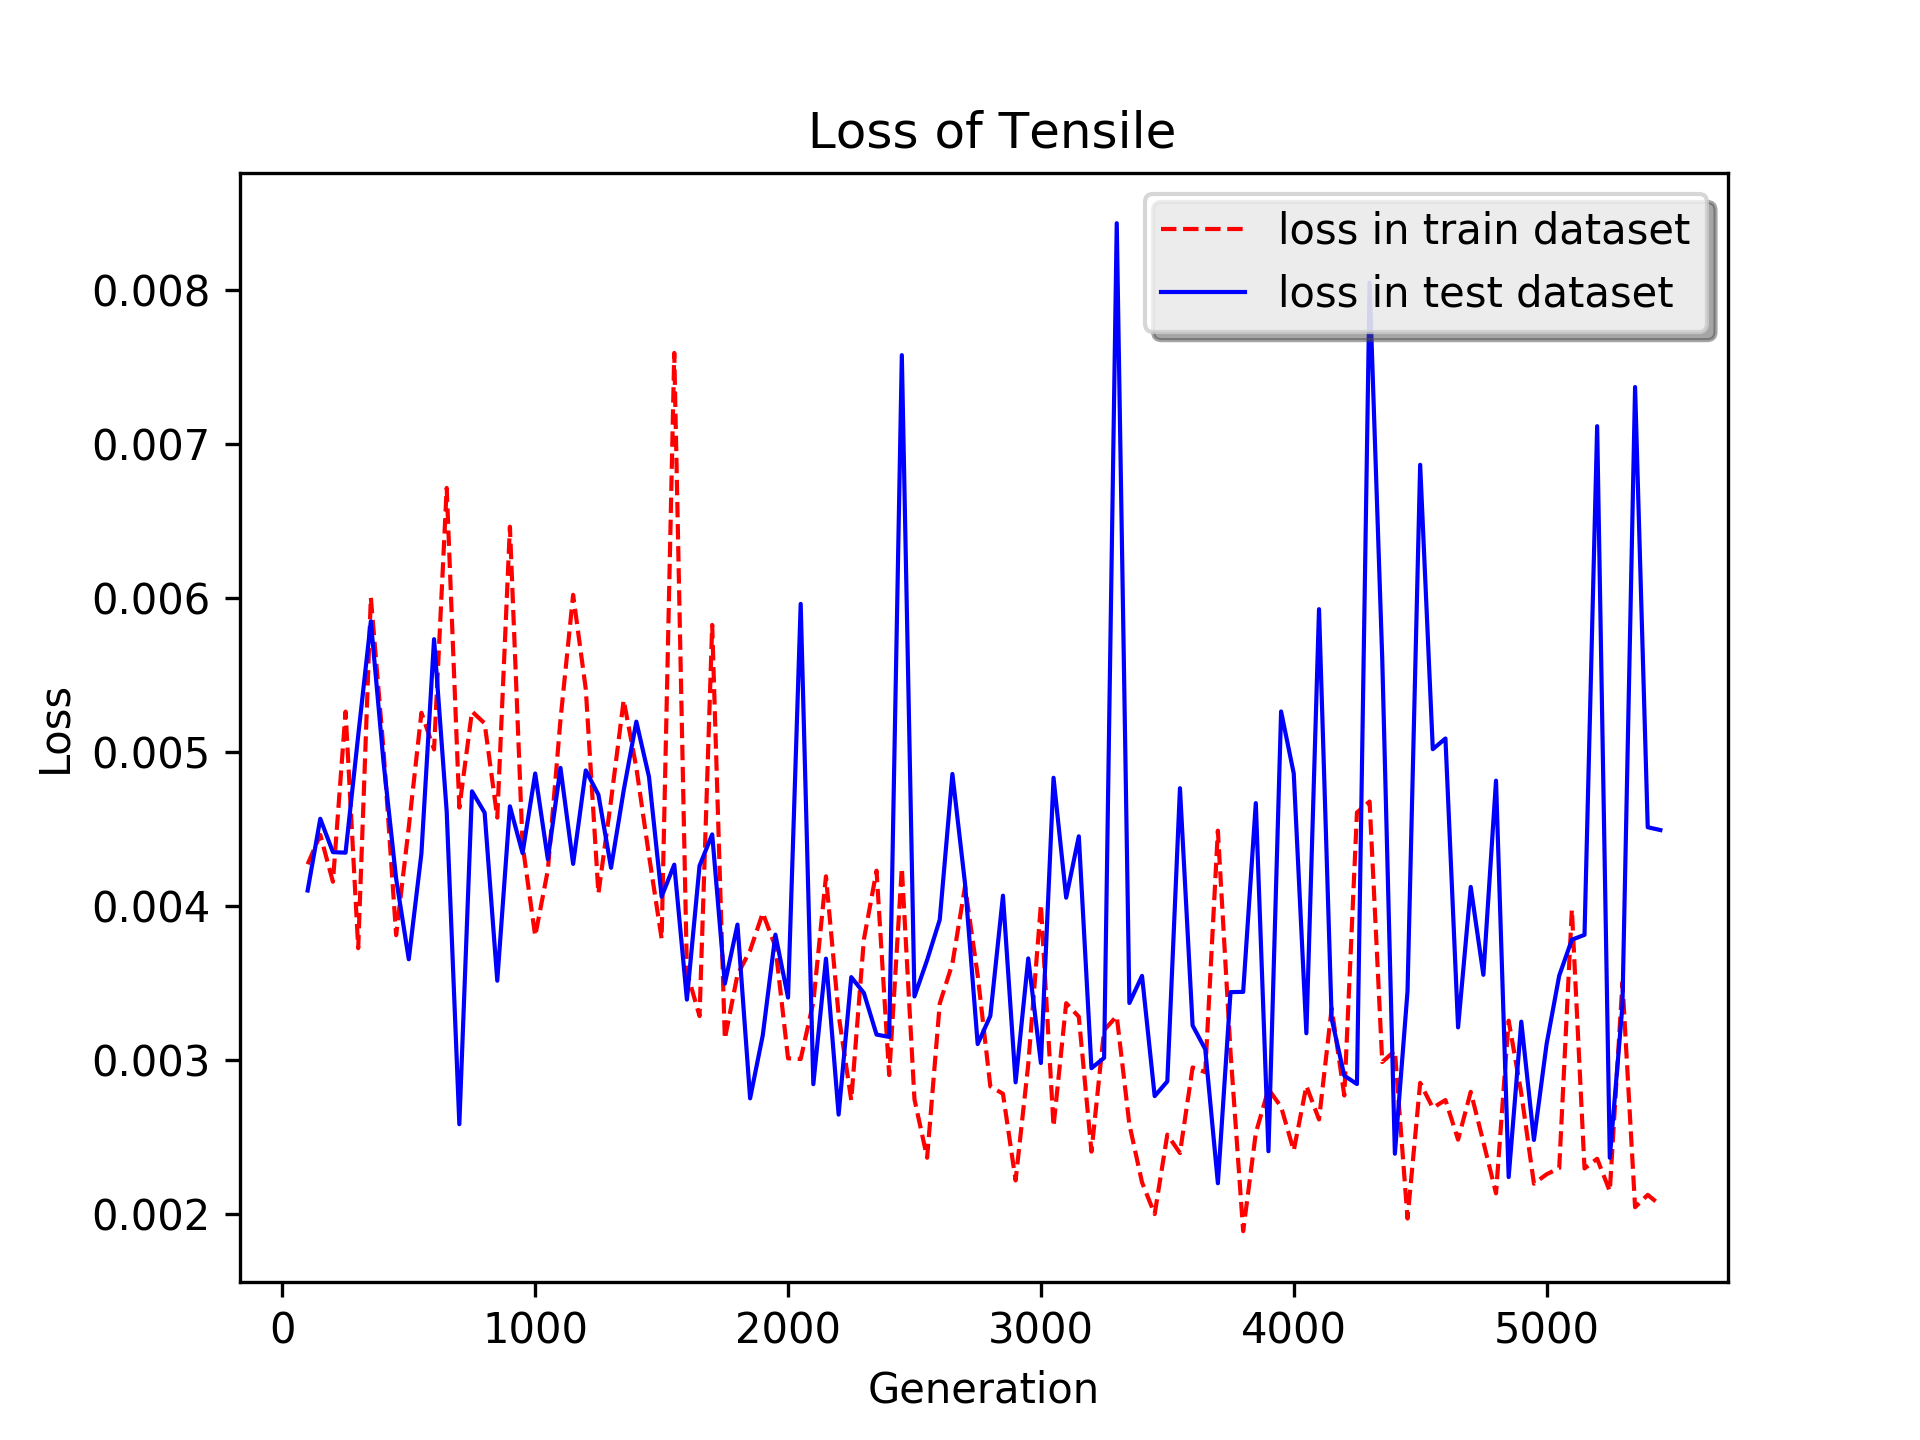 Loss of Tensile
loss in train dataset
loss in test dataset
0.008
0.007
0.006
0.005
0.004
0.003
0.002
Loss
0
1000
2000
3000
4000
5000
Generation